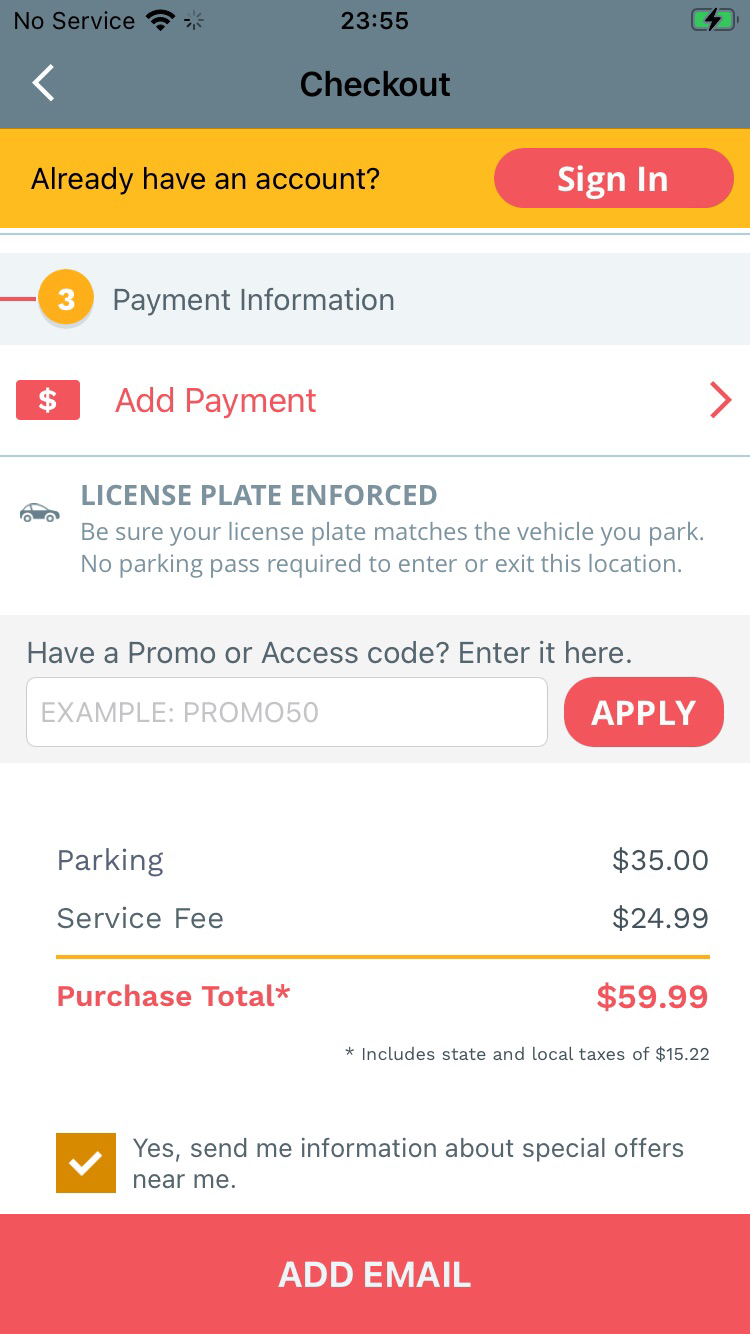 No Service 23:55
Checkout
Already have an account? Sign In
3 Payment Information
$ Add Payment
LICENSE PLATE ENFORCED
Be sure your license plate matches the vehicle you park.
No parking pass required to enter or exit this location.
Have a Promo or Access code? Enter it here.
EXAMPLE: PROMO50 APPLY
Parking $35.00
Service Fee $24.99
Purchase Total* $59.99
* Includes state and local taxes of $15.22
Yes, send me information about special offers
near me.
ADD EMAIL